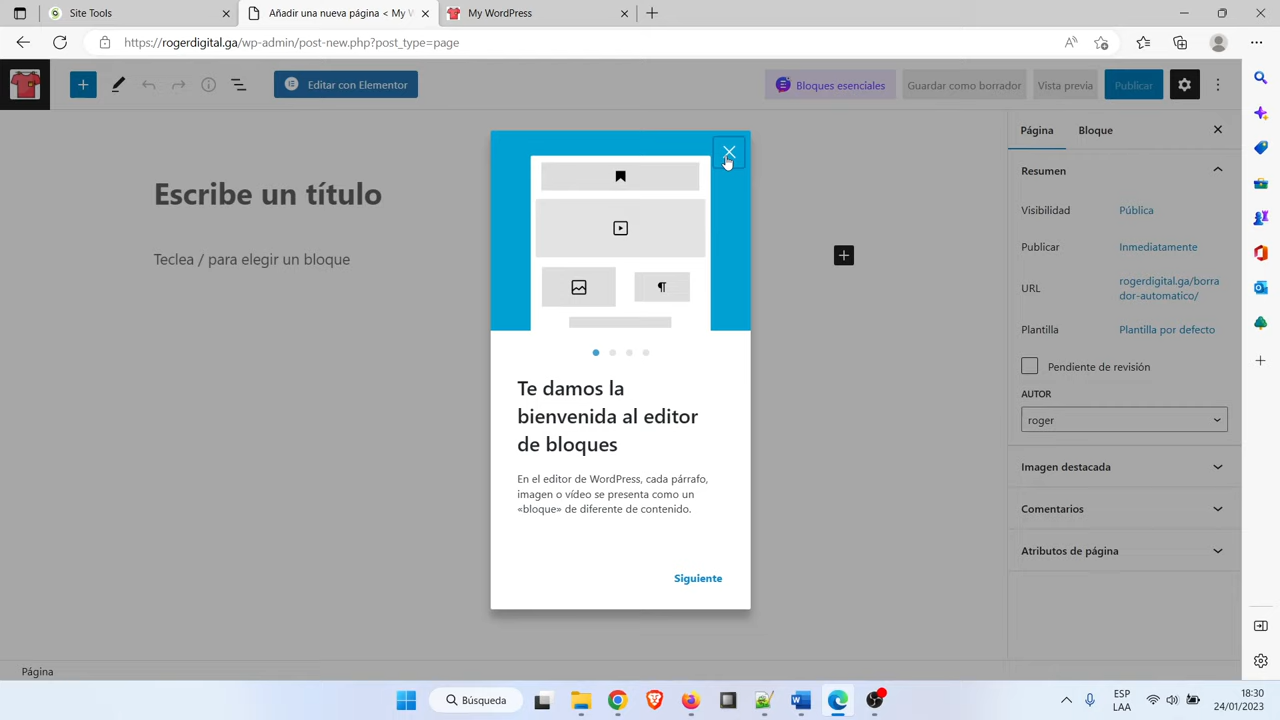 Site Tools
Añadir una nueva página < My W
My WordPress
https://rogerdigital.ga/wp-admin/post-new.php?post_type=page
Editar con Elementor
Bloques esenciales
Guardar como borrador
Vista previa
Publicar
Escribe un título
Teclea / para elegir un bloque
Te damos la
bienvenida al editor
de bloques
En el editor de WordPress, cada párrafo,
imagen o vídeo se presenta como un
«bloque» de diferente de contenido.
Siguiente
Página
Bloque
Resumen
Visibilidad
Pública
Publicar
Inmediatamente
URL
rogerdigital.ga/borra
dor-automatico/
Plantilla
Plantilla por defecto
Pendiente de revisión
AUTOR
roger
Imagen destacada
Comentarios
Atributos de página
Página
Búsqueda
ESP
LAA
18:30
24/01/2023